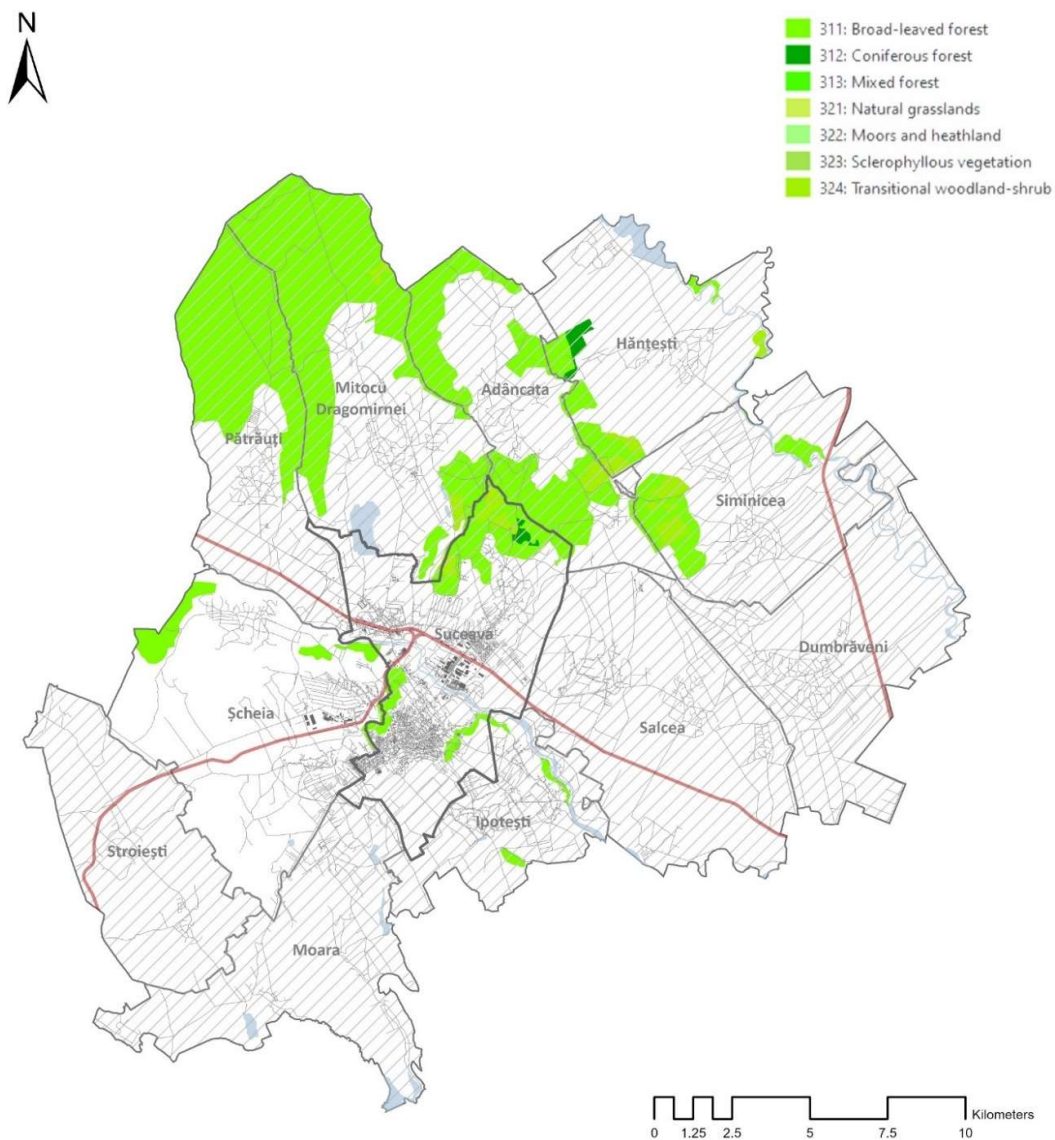 N
311: Broad-leaved forest
312: Coniferous forest
313: Mixed forest
321: Natural grasslands
322: Moors and heathland
323: Sclerophyllous vegetation
324: Transitional woodland-shrub
Hănțești
Mitocu
Dragomirnei
Adâncata
Pătrăuți
Siminicea
Suceava
Dumbrăveni
Șcheia
Salcea
Ipotești
Stroiești
Moara
Kilometers
0 1.25 2.5 5 7.5 10